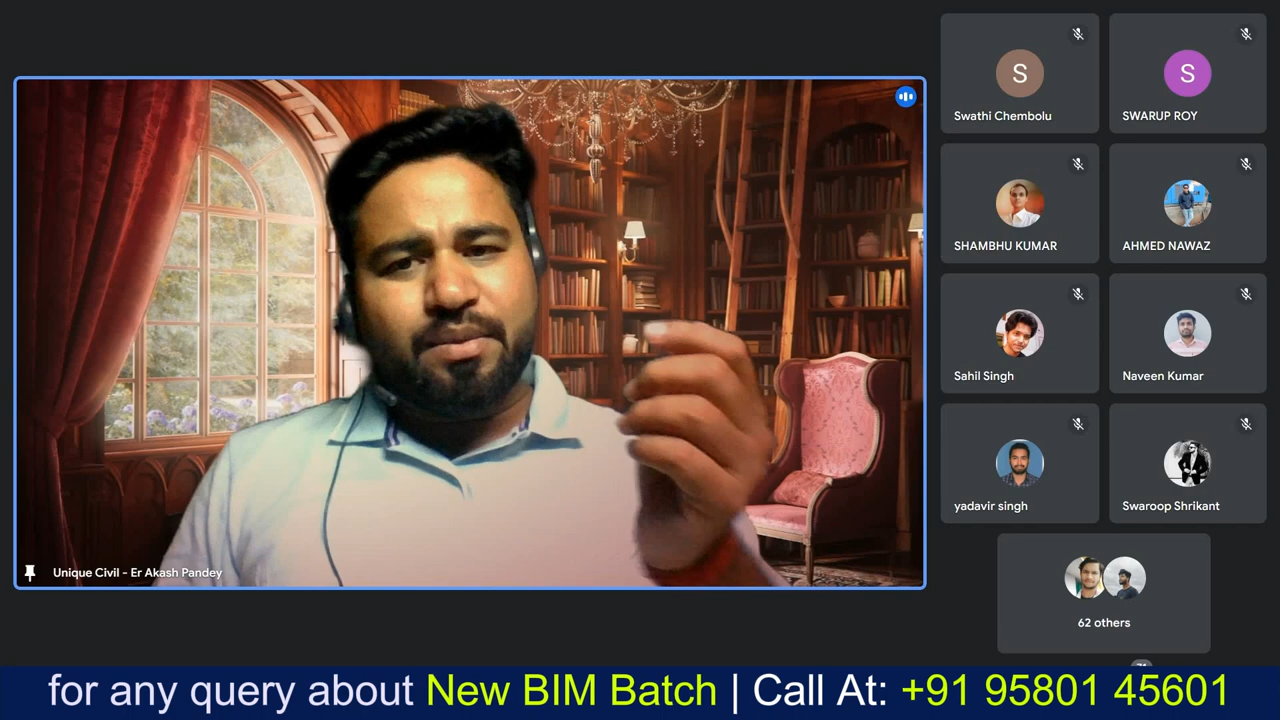 S
Swathi Chembolu
S
SWARUP ROY
SHAMBHU KUMAR
AHMED NAWAZ
Sahil Singh
Naveen Kumar
yadavir singh
Swaroop Shrikant
62 others
Unique Civil - Er Akash Pandey
for any query about New BIM Batch | Call At: +91 95801 45601